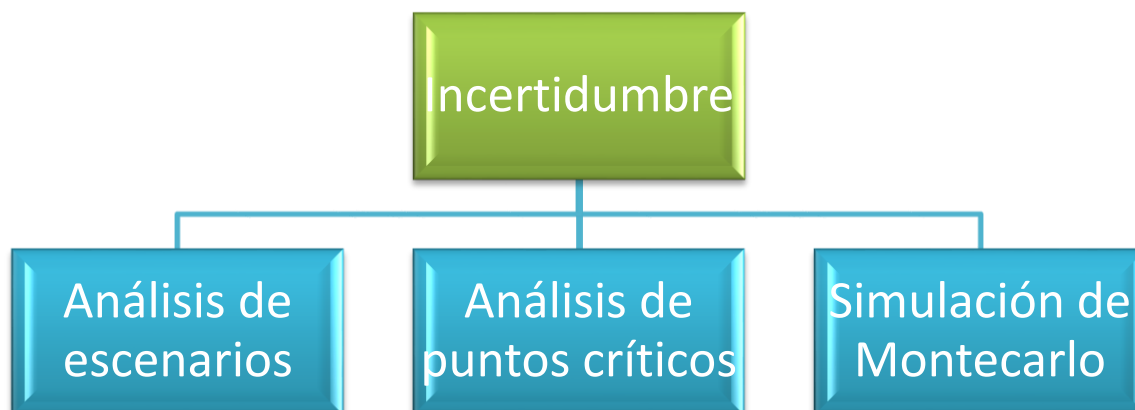 Incertidumbre
Análisis de
escenarios
Análisis de
puntos críticos
Simulación de
Montecarlo